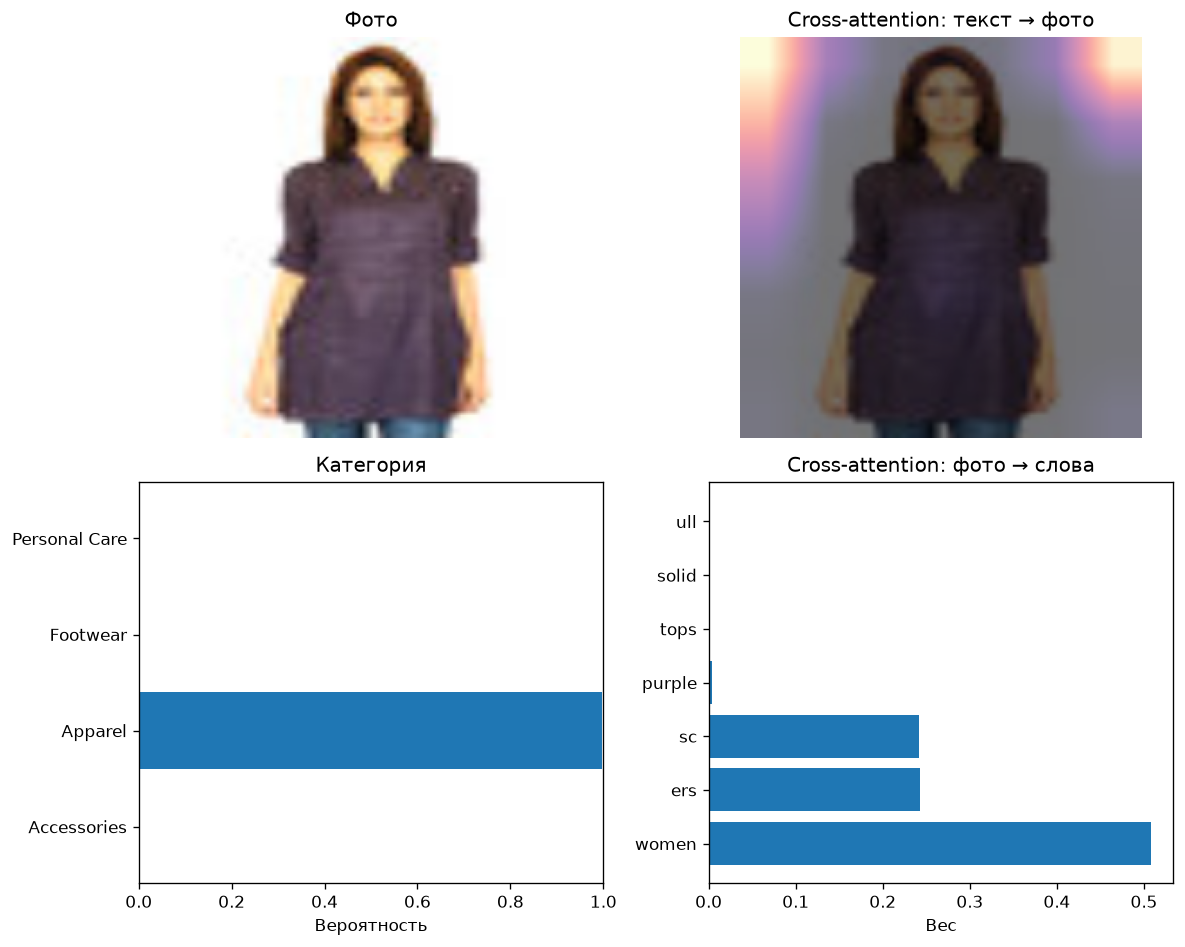 Фото
Cross-attention: текст → фото
Категория
Personal Care
Footwear
Apparel
Accessories
0.0 0.2 0.4 0.6 0.8 1.0
Вероятность
Cross-attention: фото → слова
ull
solid
tops
purple
sc
ers
women
0.0 0.1 0.2 0.3 0.4 0.5
Вес